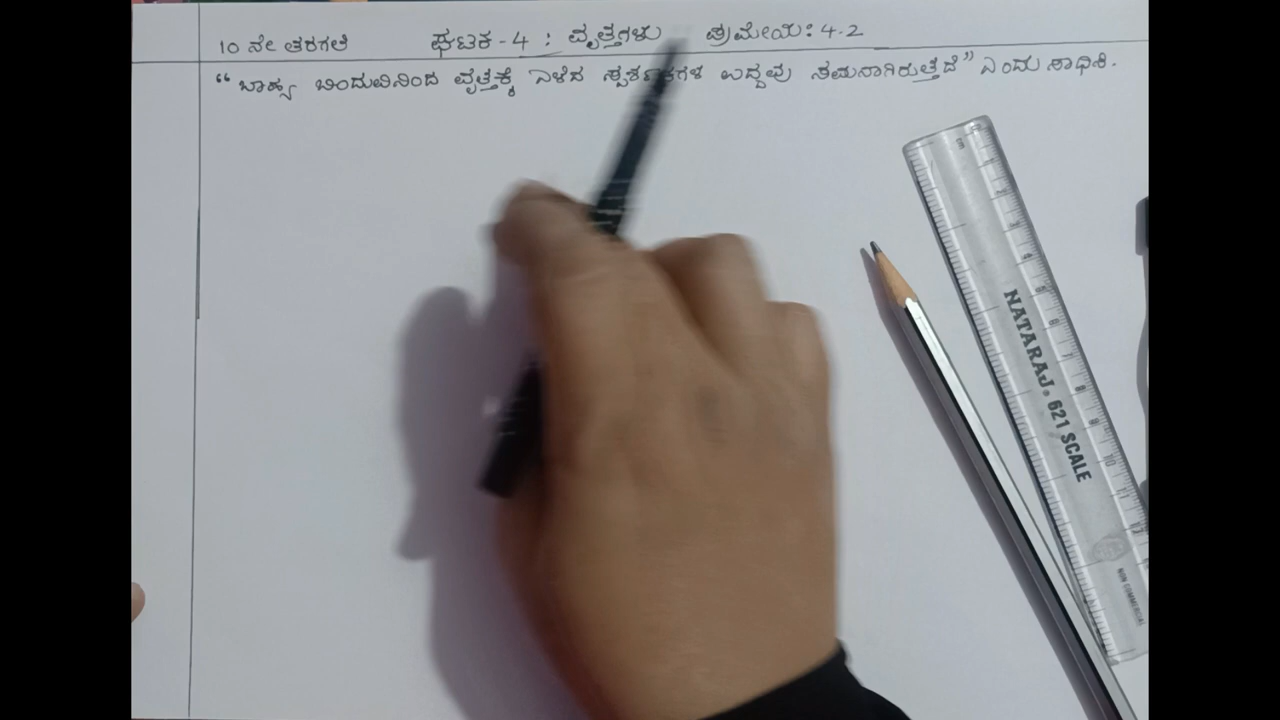 10 ನೇ ತರಗತಿ ಘಟಕ - 4 : ವೃತ್ತಗಳು ಪ್ರಮೇಯ: 4.2
“ ಬಾಹ್ಯ ಬಿಂದುವಿನಿಂದ ವೃತ್ತಕ್ಕೆ ಎಳೆದ ಸ್ಪರ್ಶಕಗಳ ಉದ್ದವು ಸಮನಾಗಿರುತ್ತದೆ” ಎಂದು ಸಾಧಿಸಿ.
NATARAJ 621 SCALE